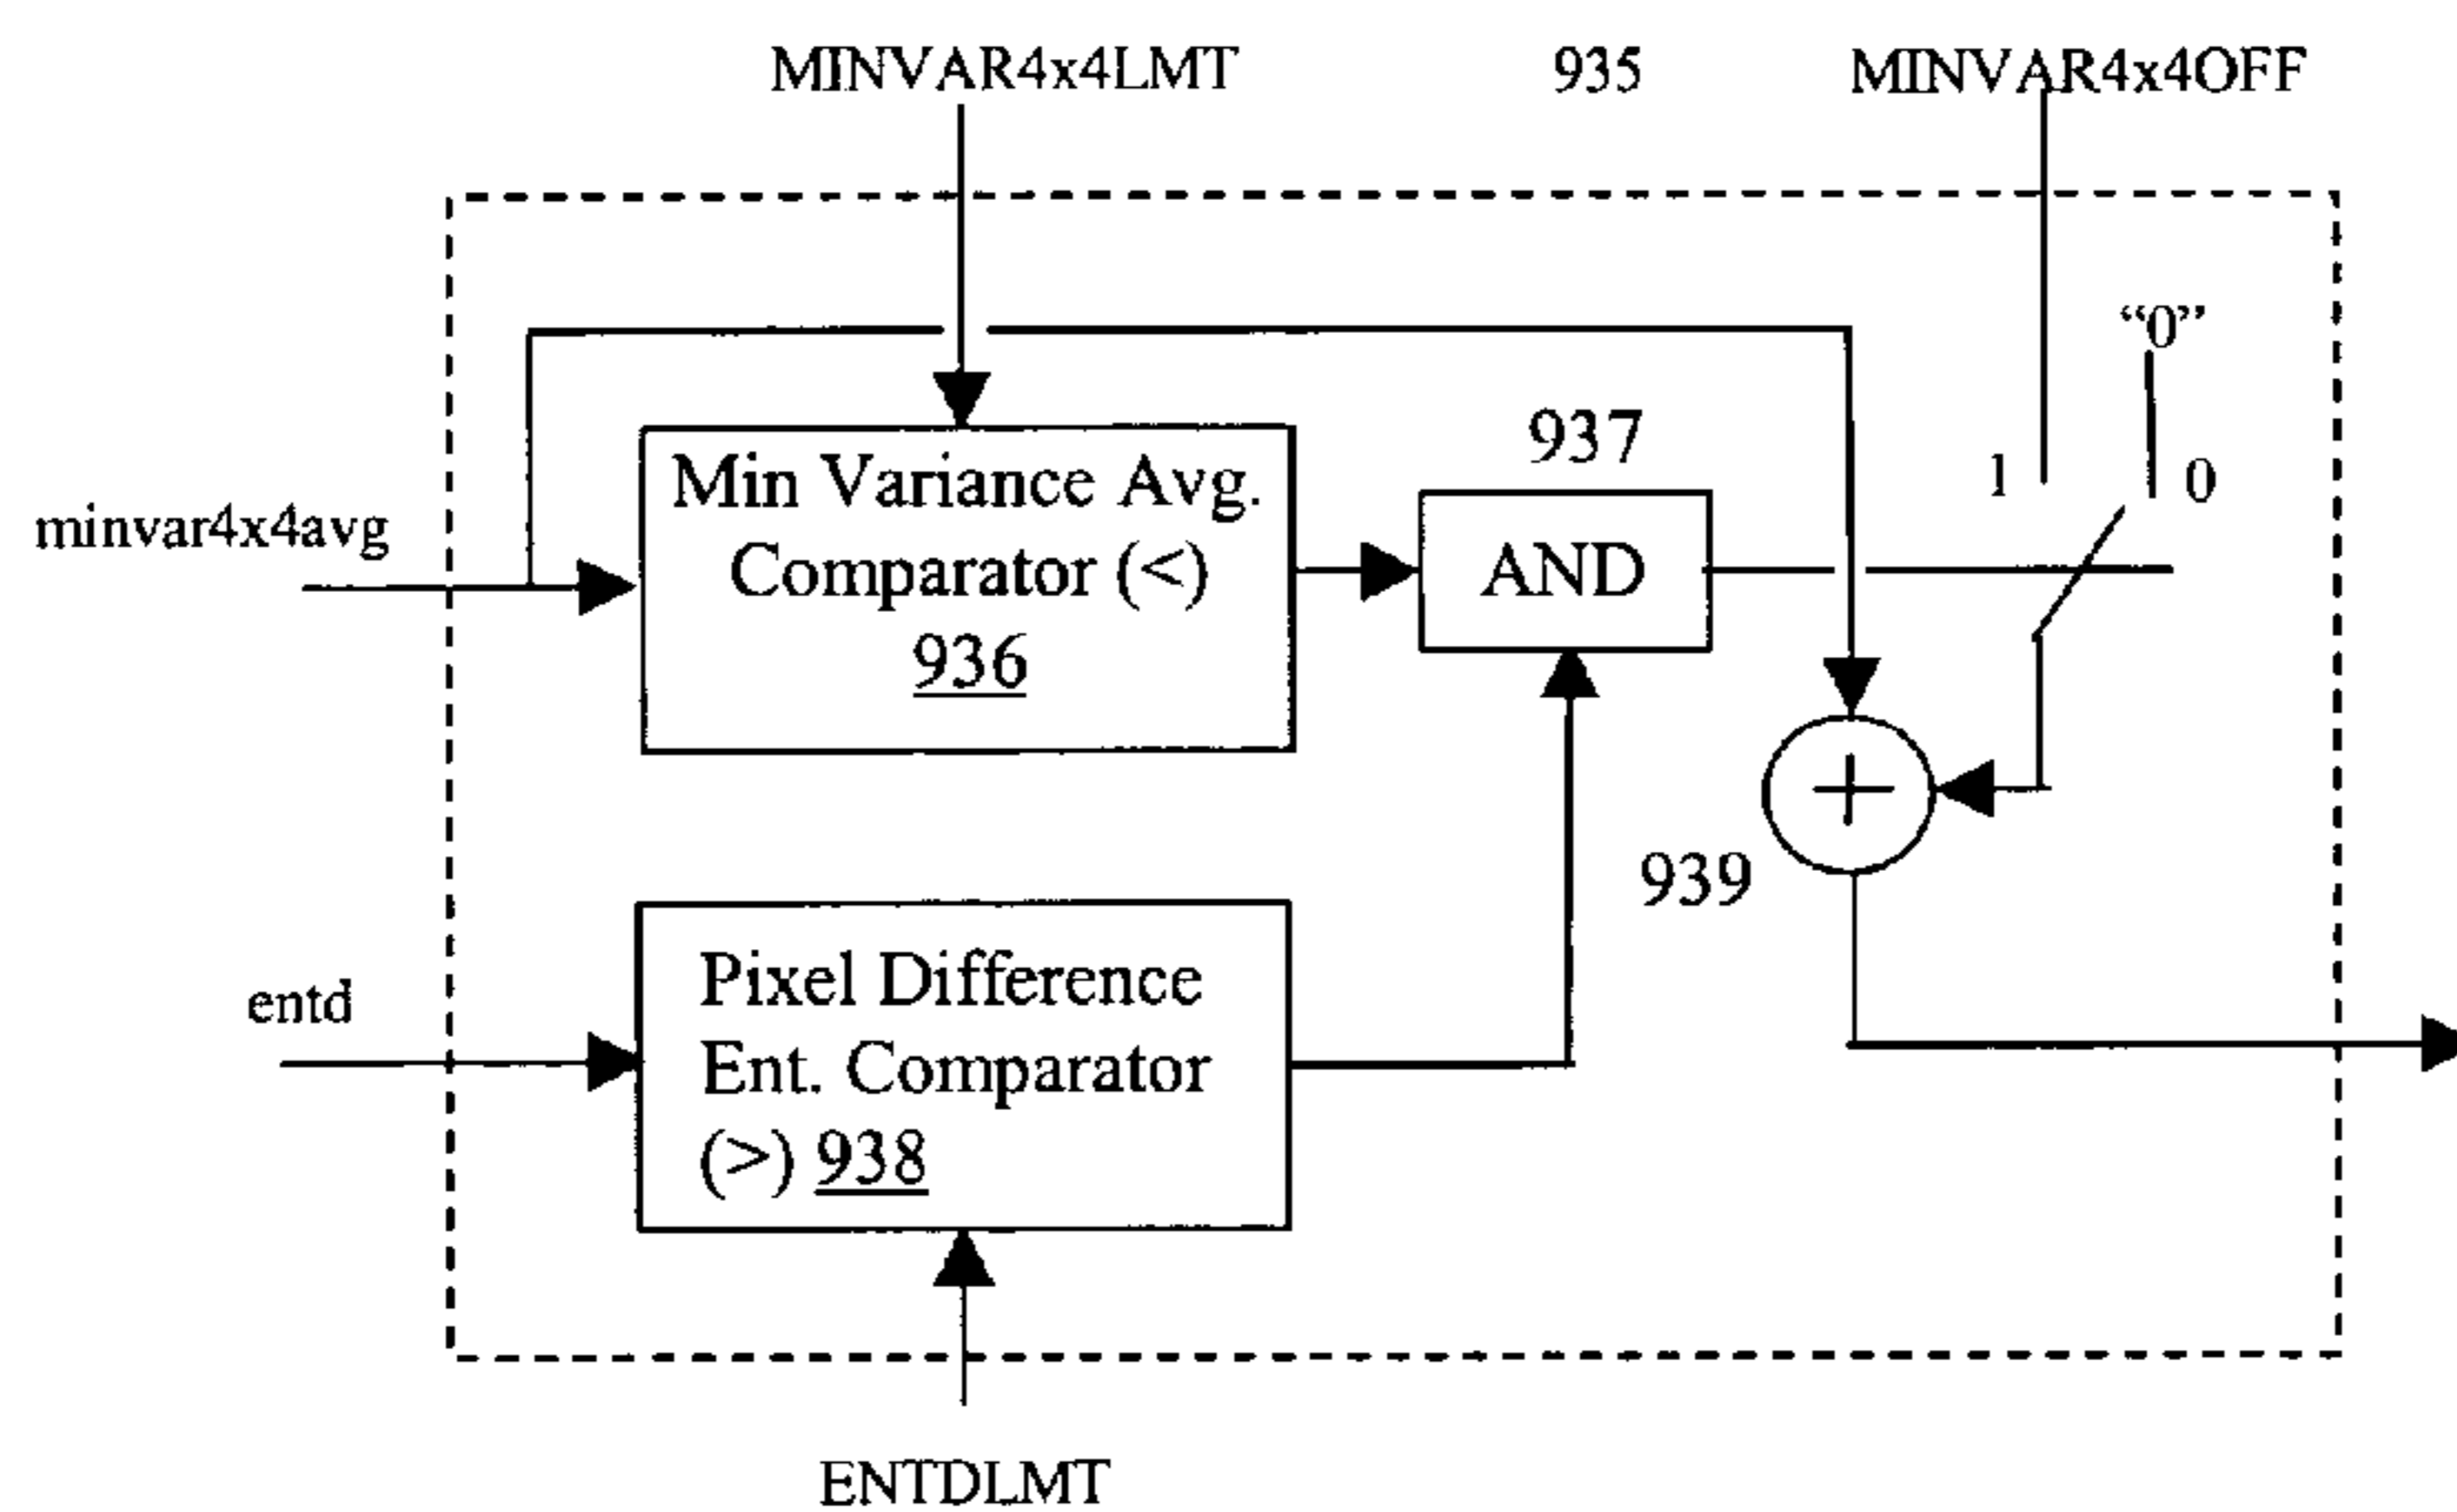 MINVAR4x4LMT
935
MINVAR4x4OFF
“0”
1
0
937
Min Variance Avg.
Comparator (<)
936
AND
minvar4x4avg
+
939
Pixel Difference
Ent. Comparator
(>) 938
entd
ENTDLMT